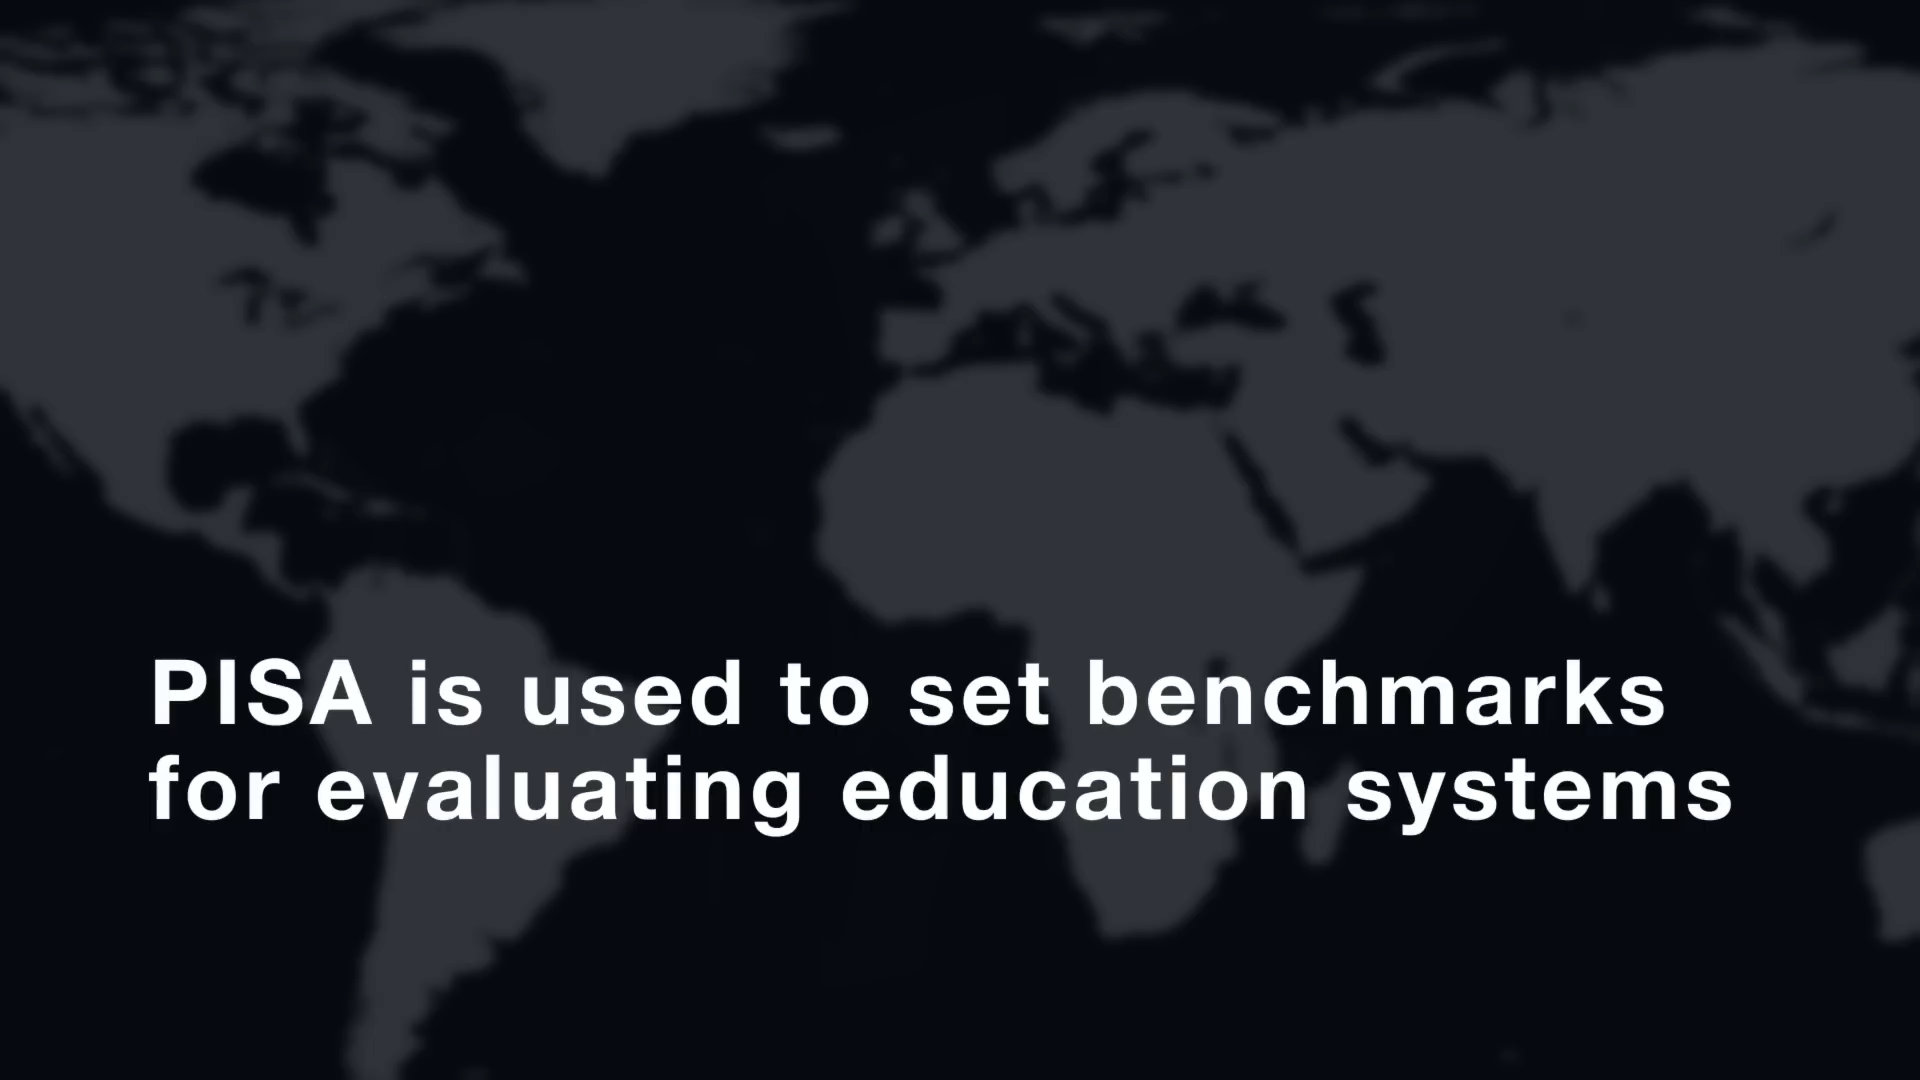 PISA is used to set benchmarks
for evaluating education systems